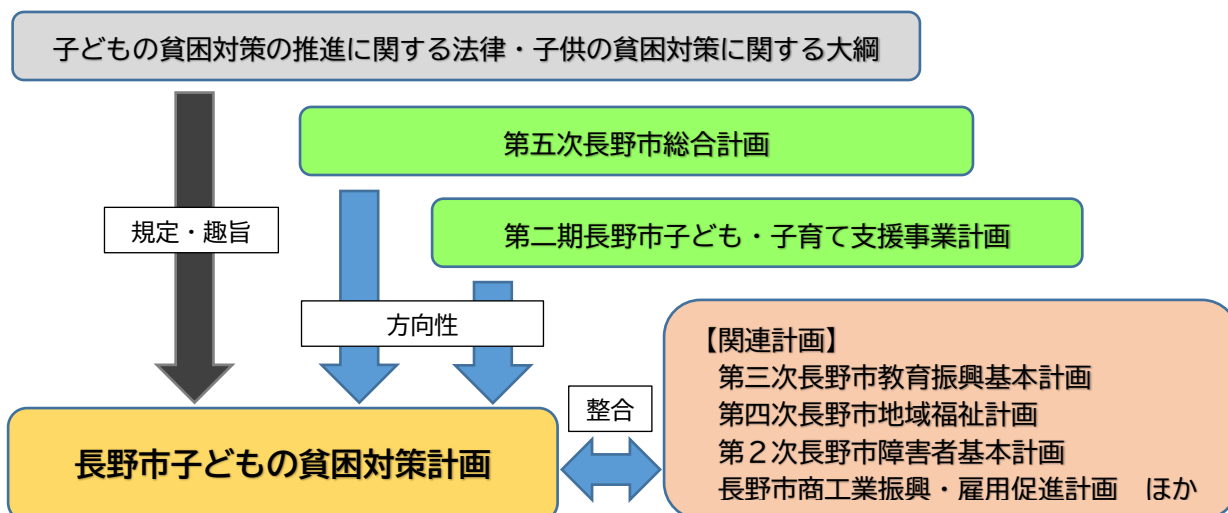 子どもの貧困対策の推進に関する法律・子供の貧困対策に関する大綱
第五次長野市総合計画
規定・趣旨
第二期長野市子ども・子育て支援事業計画
方向性
【関連計画】
第三次長野市教育振興基本計画
第四次長野市地域福祉計画
第２次長野市障害者基本計画
長野市商工業振興・雇用促進計画　ほか
整合
長野市子どもの貧困対策計画